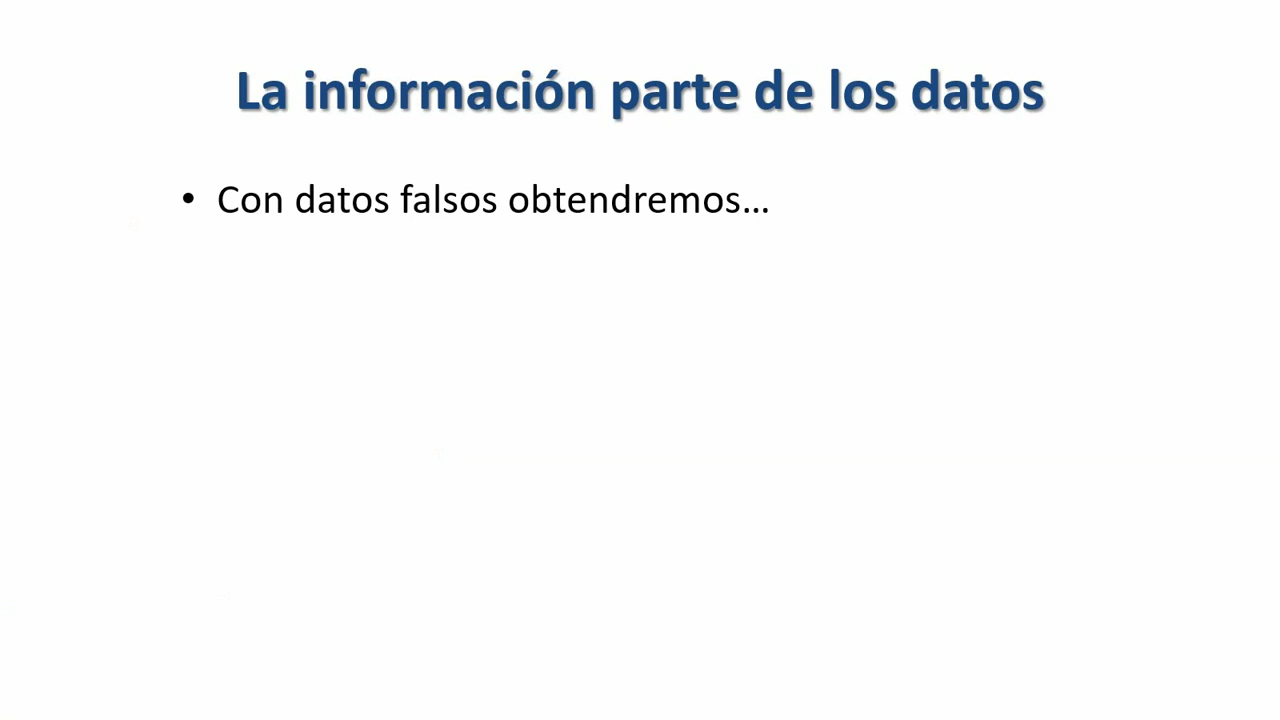 La información parte de los datos
• Con datos falsos obtendremos…